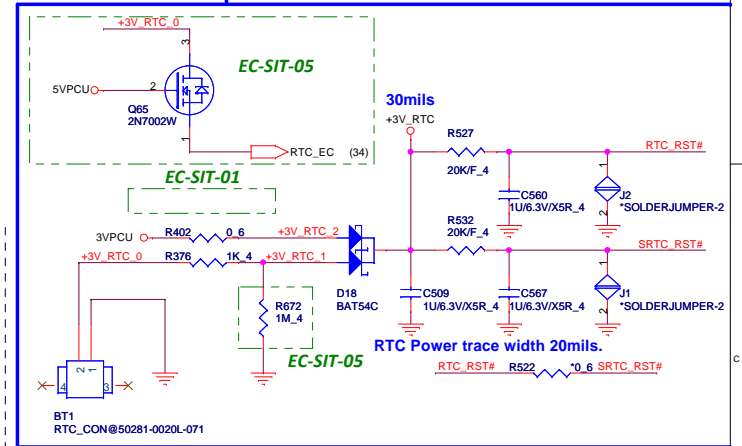 +3V_RTC_0
3
EC-SIT-05
5VPCU
2
Q65
2N7002W
1
RTC_EC
(34)
EC-SIT-01
30mils
+3V_RTC
R527
RTC_RST#
20K/F_4
C560
1U/6.3V/X5R_4
1
J2
2
*SOLDERJUMPER-2
3VPCU
R402
0_6
+3V_RTC_2
R532
SRTC_RST#
20K/F_4
+3V_RTC_0
R376
1K_4
+3V_RTC_1
D18
BAT54C
C509
1U/6.3V/X5R_4
C567
1U/6.3V/X5R_4
1
J1
2
*SOLDERJUMPER-2
R672
1M_4
EC-SIT-05
RTC Power trace width 20mils.
RTC_RST#
R522
*0_6
SRTC_RST#
C
2
1
4
3
BT1
RTC_CON@50281-0020L-071